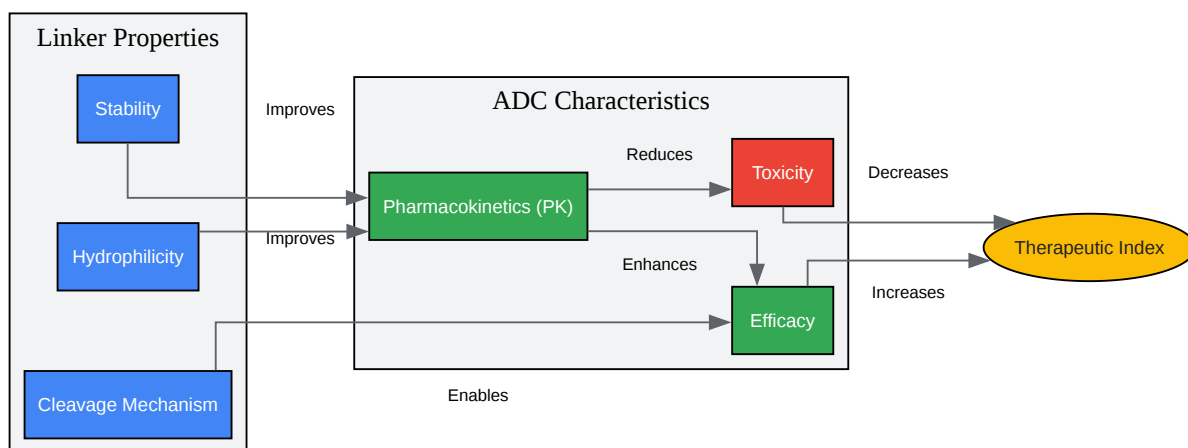 Linker Properties
Stability
Hydrophilicity
Cleavage Mechanism
Improves
Improves
Enables
ADC Characteristics
Pharmacokinetics (PK)
Reduces
Enhances
Toxicity
Efficacy
Decreases
Increases
Therapeutic Index